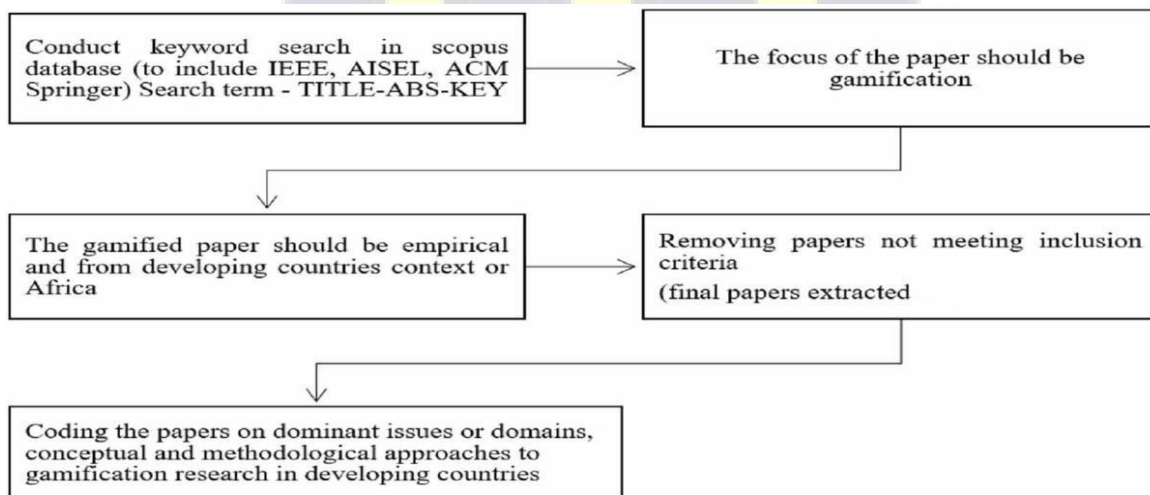 Conduct keyword search in scopus
database (to include IEEE, AISEL, ACM
Springer) Search term - TITLE-ABS-KEY
The focus of the paper should be
gamification
The gamified paper should be empirical
and from developing countries context or
Africa
Removing papers not meeting inclusion
criteria
(final papers extracted
Coding the papers on dominant issues or domains,
conceptual and methodological approaches to
gamification research in developing countries